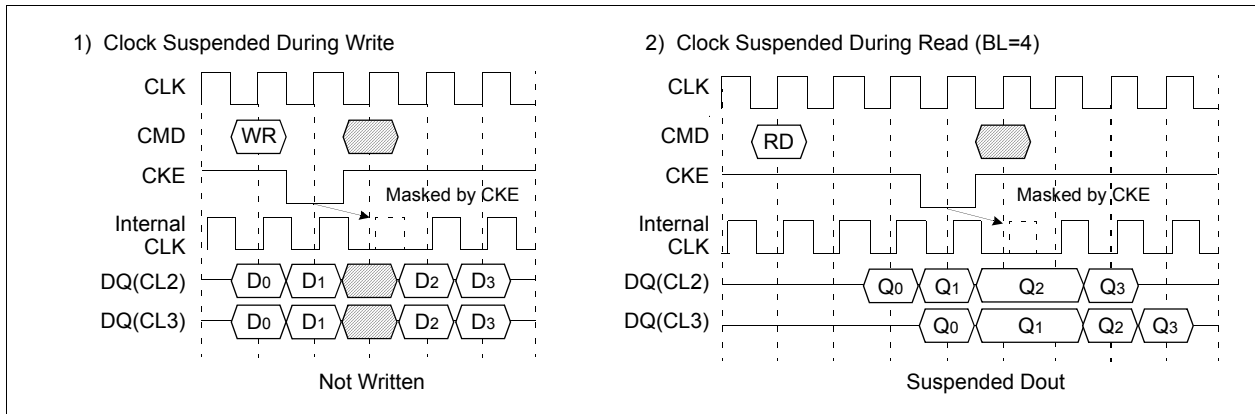 1) Clock Suspended During Write
CLK
CMD
WR
CKE
Masked by CKE
Internal
CLK
DQ(CL2)
D0 D1 D2 D3
DQ(CL3)
D0 D1 D2 D3
Not Written
2) Clock Suspended During Read (BL=4)
CLK
CMD
RD
CKE
Masked by CKE
Internal
CLK
DQ(CL2)
Q0 Q1 Q2 Q3
DQ(CL3)
Q0 Q1 Q2 Q3
Suspended Dout